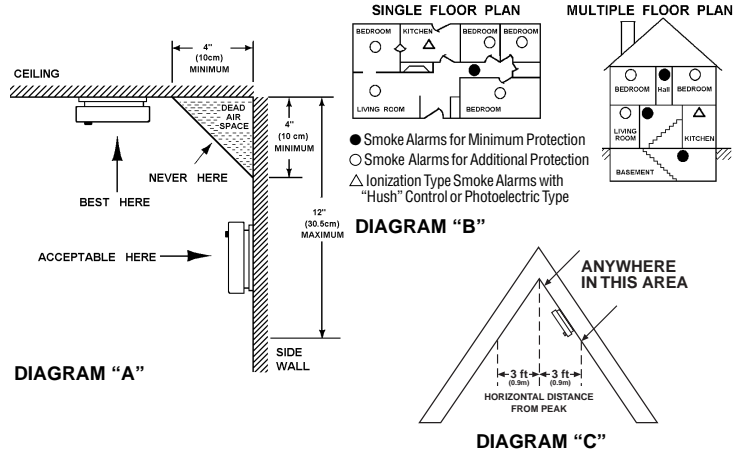 CEILING
4"
(10cm)
MINIMUM
DEAD
AIR
SPACE
4"
(10 cm)
MINIMUM
NEVER HERE
BEST HERE
12"
(30.5cm)
MAXIMUM
ACCEPTABLE HERE
SIDE
WALL
DIAGRAM “A”
SINGLE FLOOR PLAN
BEDROOM
KITCHEN
BEDROOM
BEDROOM
LIVING ROOM
BEDROOM
MULTIPLE FLOOR PLAN
BEDROOM
Hall
BEDROOM
LIVING
ROOM
KITCHEN
BASEMENT
Smoke Alarms for Minimum Protection
Smoke Alarms for Additional Protection
Ionization Type Smoke Alarms with
“Hush” Control or Photoelectric Type
DIAGRAM “B”
ANYWHERE
IN THIS AREA
3 ft
(0.9m)
3 ft
(0.9m)
HORIZONTAL DISTANCE
FROM PEAK
DIAGRAM “C”